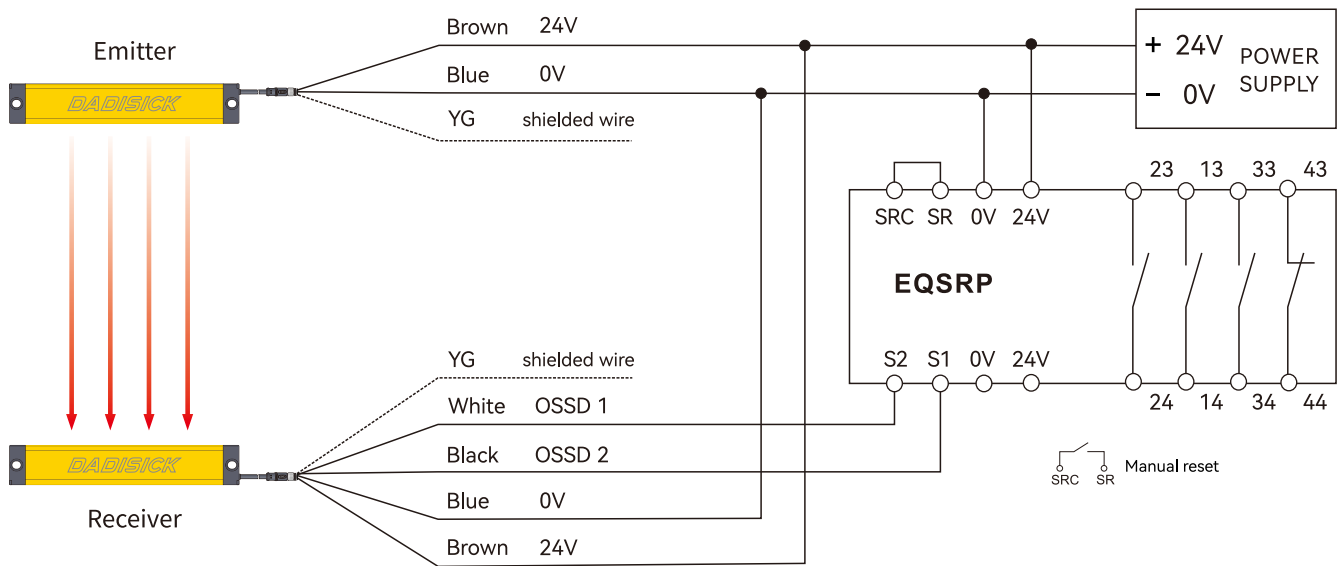 Brown 24V
Emitter
+ 24V
POWER
SUPPLY
Blue 0V
− 0V
DADISICK
YG shielded wire
23 13 33 43
SRC SR 0V 24V
EQSRP
YG shielded wire
S2 S1 0V 24V
White OSSD 1
24 14 34 44
Black OSSD 2
DADISICK
Manual reset
SRC SR
Blue 0V
Receiver
Brown 24V